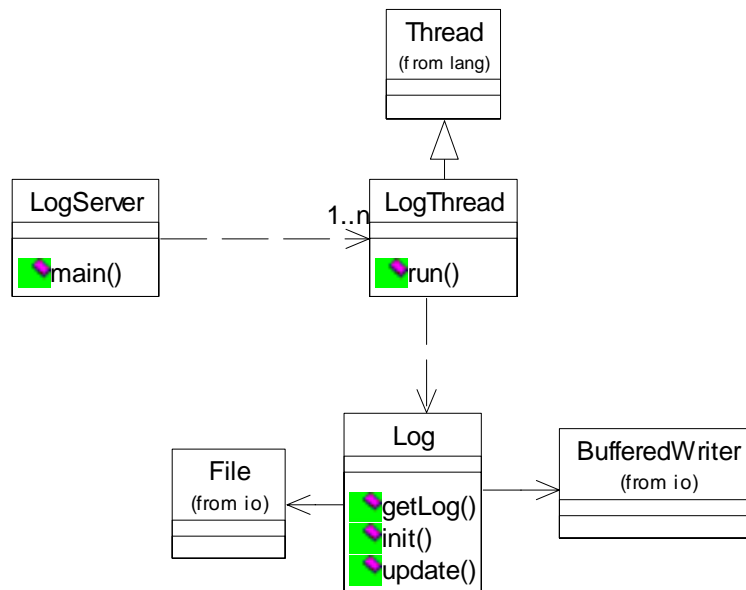 Thread
(from lang)
LogServer
main()
1..n
LogThread
run()
Log
getLog()
init()
update()
File
(from io)
BufferedWriter
(from io)